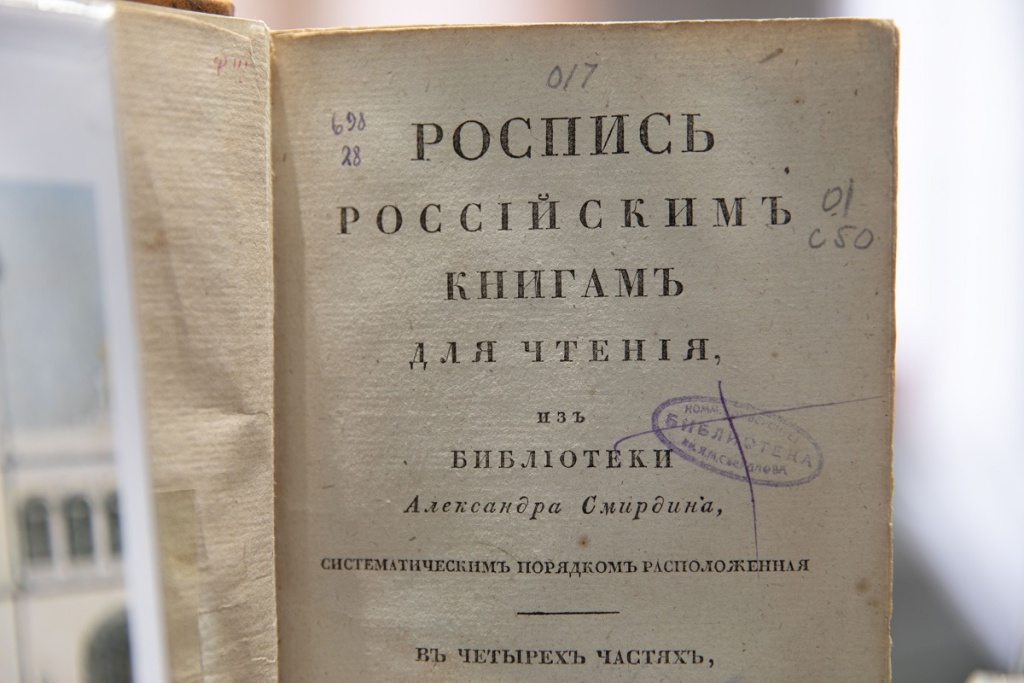 017
698
28
РОСПИСЬ
РОССІЙСКИМЪ
01
С50
КНИГАМЪ
ДЛЯ ЧТЕНІЯ,
ИЗЪ
БИБЛІОТЕКИ
БИБЛИОТЕКА
Александра Смирдина,
СИСТЕМАТИЧЕСКИМЪ ПОРЯДКОМЪ РАСПОЛОЖЕННАЯ
ВЪ ЧЕТЫРЕХЪ ЧАСТЯХЪ,